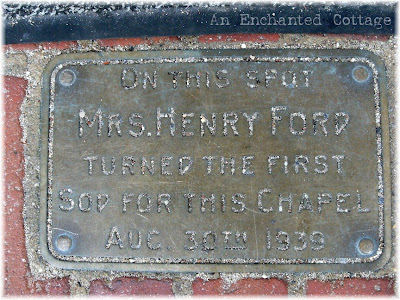 An Enchanted Cottage
ON THIS SPOT
MRS. HENRY FORD
TURNED THE FIRST
SOD FOR THIS CHAPEL
AUG. 30TH 1939